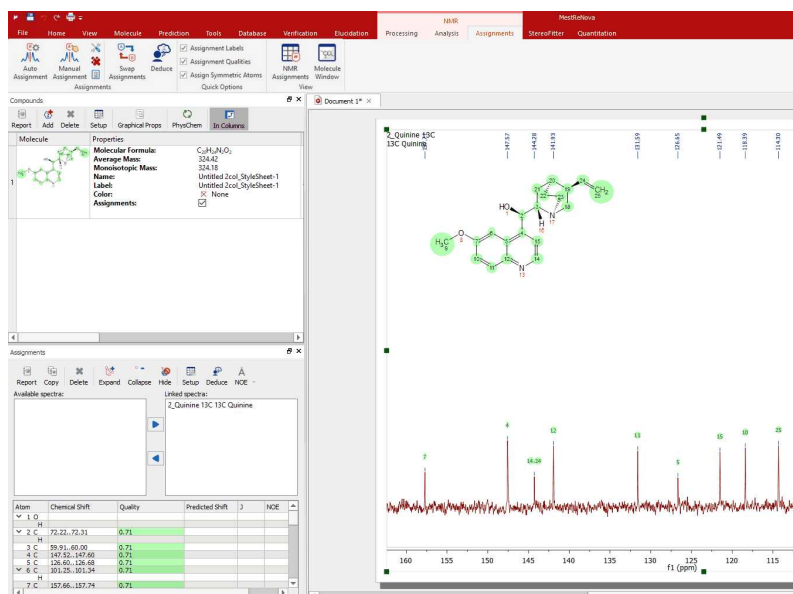 NMR
MestReNova
File Home View Molecule Prediction Tools Database Verification Elucidation Processing Analysis Assignments StereoFitter Quantitation
Auto Assignment
Manual Assignment
Swap Assignments
Deduce
Assignment Labels
Assignment Qualities
Assign Symmetric Atoms
NMR Assignments
Molecule Window
Assignments Quick Options View
Compounds
Document 1*
Report Add Delete Setup Graphical Props PhysChem In Columns
Molecule Properties
1
Molecular Formula: C₂₀H₂₄N₂O₂
Average Mass: 324.42
Monoisotopic Mass: 324.18
Name: Untitled 2col_StyleSheet-1
Label: Untitled 2col_StyleSheet-1
Color: None
Assignments:
2_Quinine 13C
13C Quinine
147.57 144.28 141.93 131.59 126.65 121.49 118.39 114.30
Assignments
Report Copy Delete Expand Collapse Hide Setup Deduce NOE
Available spectra: Linked spectra:
2_Quinine 13C 13C Quinine
Atom Chemical Shift Quality Predicted Shift J NOE
1 O
H
2 C 72.22..72.31 0.71
H
3 C 59.91..60.00 0.71
4 C 147.52..147.60 0.71
5 C 126.60..126.68 0.71
6 C 101.25..101.34 0.71
H
7 C 157.66..157.74 0.71
HO
H
N
17
H₃C
O
N
CH₂
7 4 14,24 12 5 15 10 25
160 155 150 145 140 135 130 125 120 115
f1 (ppm)